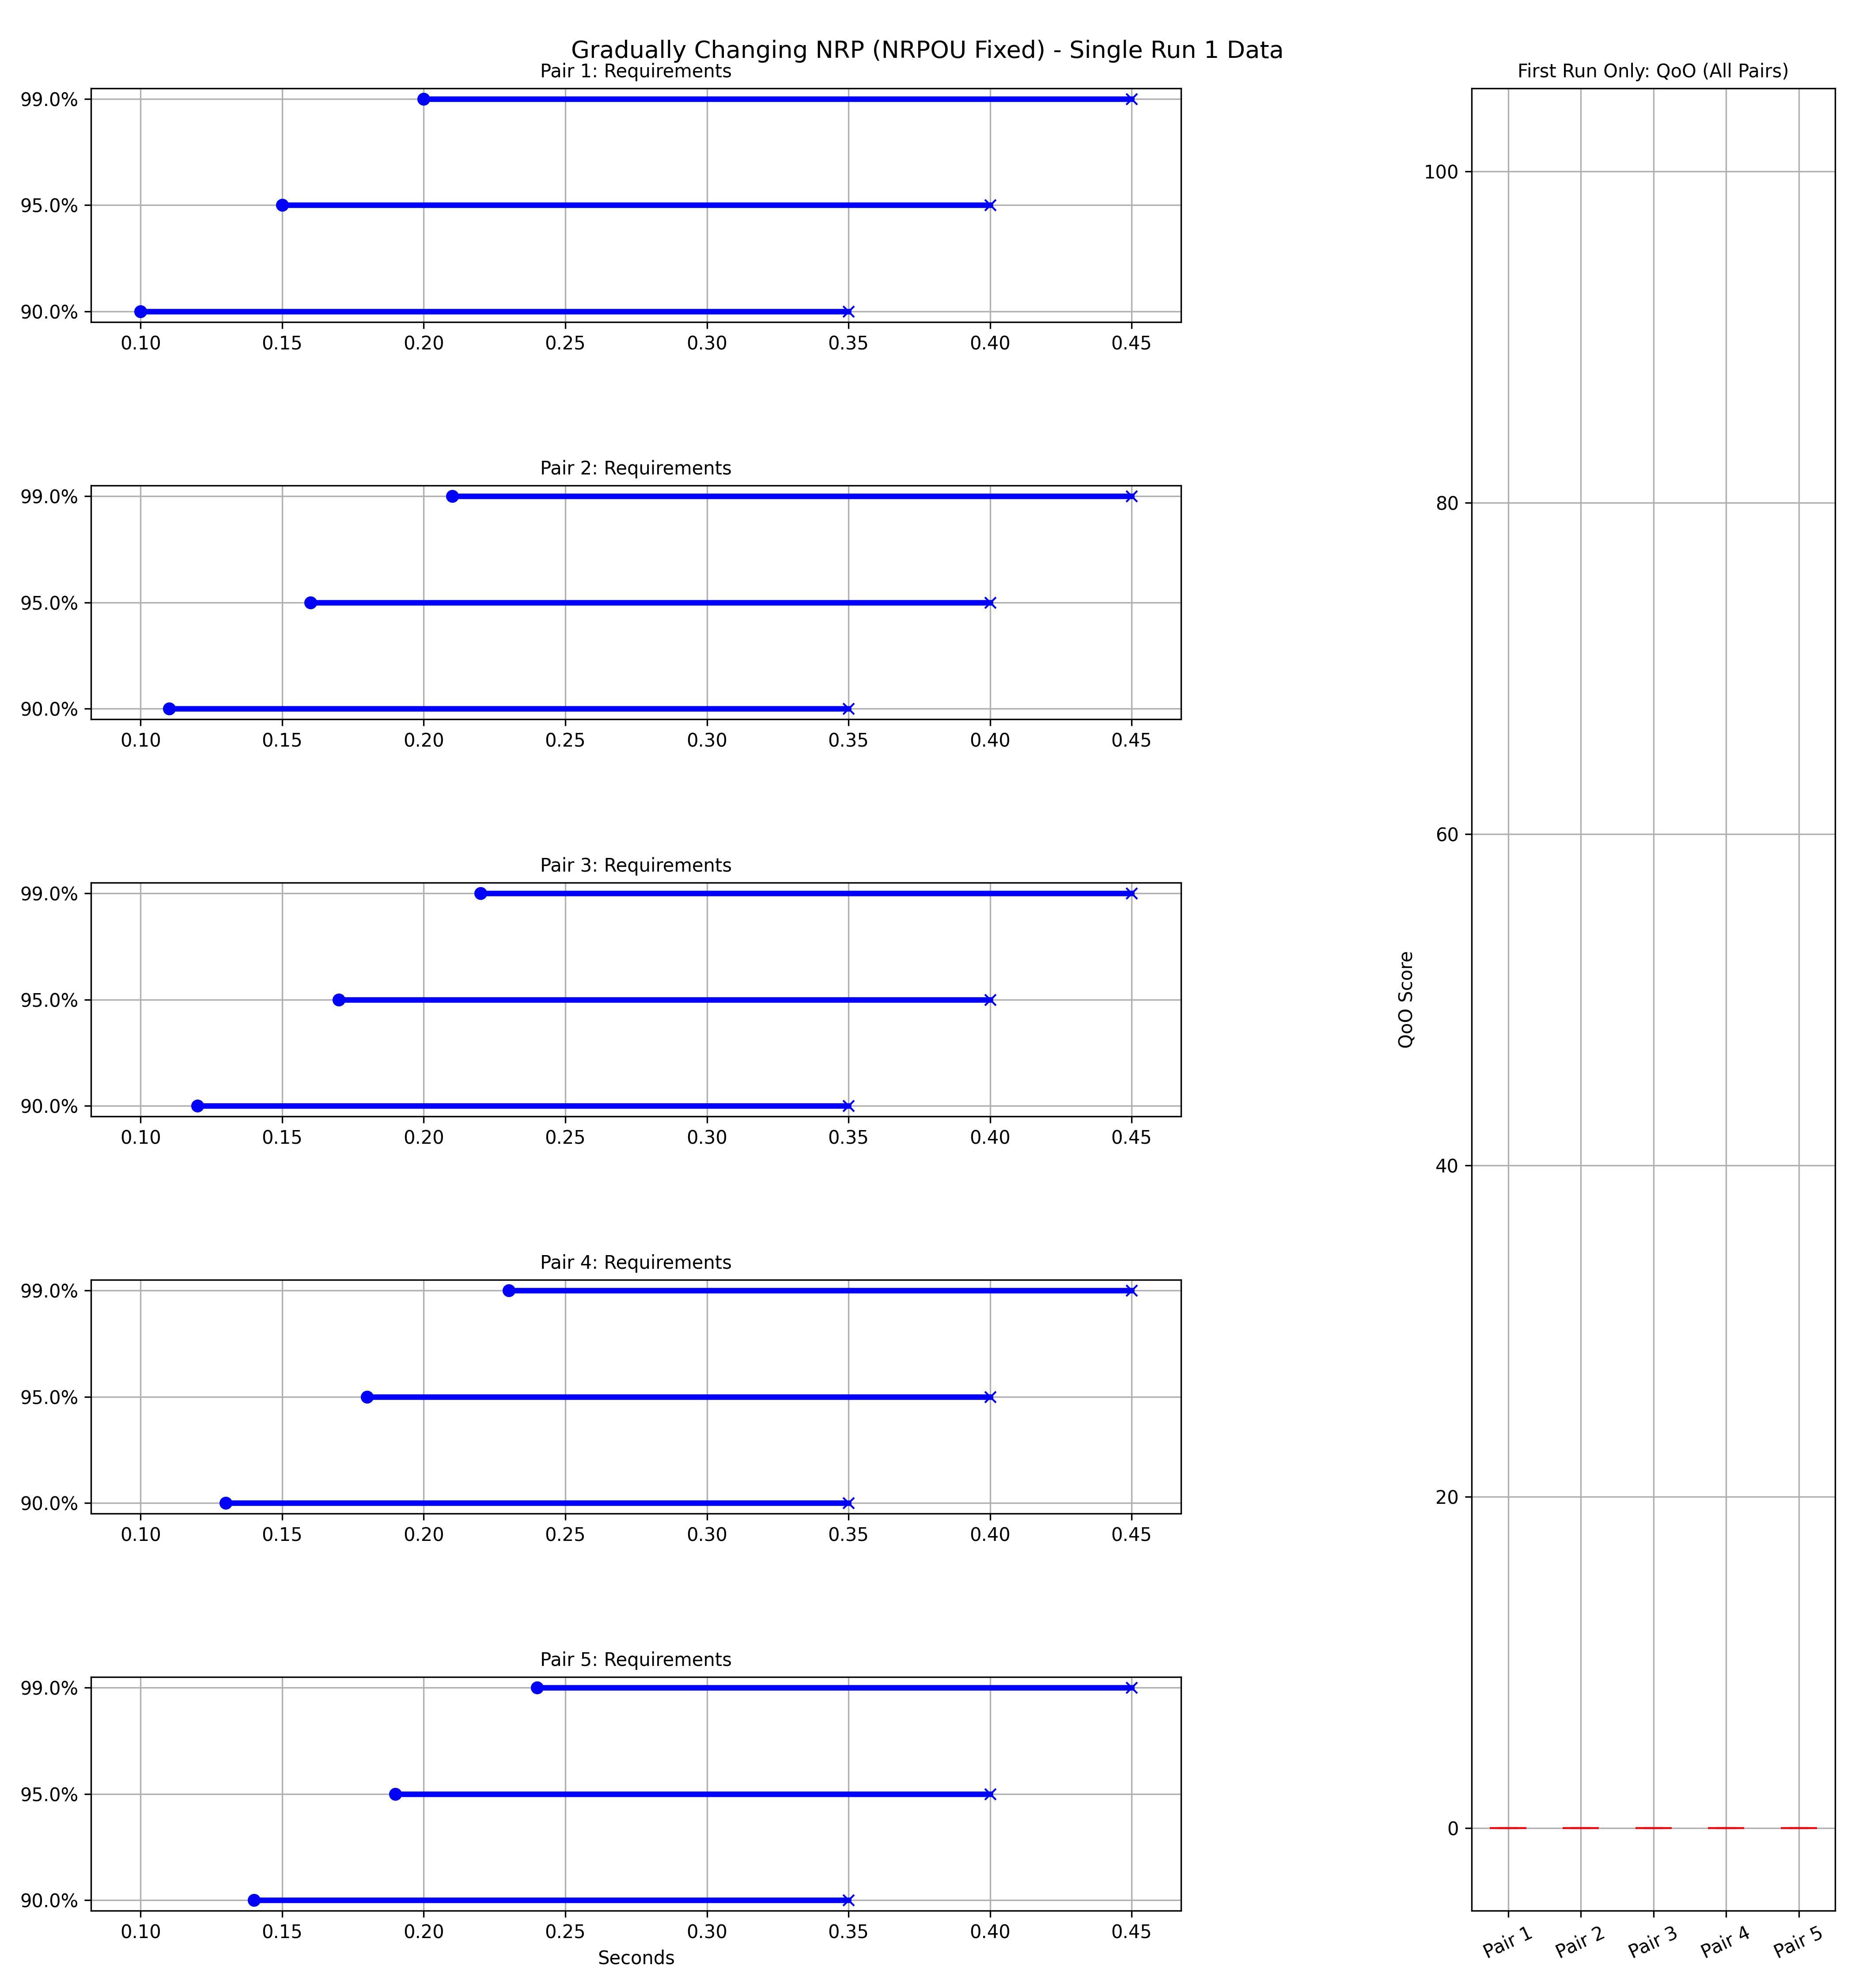 Gradually Changing NRP (NRPOU Fixed) - Single Run 1 Data
Pair 1: Requirements
99.0%
95.0%
90.0%
0.10 0.15 0.20 0.25 0.30 0.35 0.40 0.45
Pair 2: Requirements
99.0%
95.0%
90.0%
0.10 0.15 0.20 0.25 0.30 0.35 0.40 0.45
Pair 3: Requirements
99.0%
95.0%
90.0%
0.10 0.15 0.20 0.25 0.30 0.35 0.40 0.45
Pair 4: Requirements
99.0%
95.0%
90.0%
0.10 0.15 0.20 0.25 0.30 0.35 0.40 0.45
Pair 5: Requirements
99.0%
95.0%
90.0%
0.10 0.15 0.20 0.25 0.30 0.35 0.40 0.45
Seconds
First Run Only: QoO (All Pairs)
QoO Score
100
80
60
40
20
0
Pair 1 Pair 2 Pair 3 Pair 4 Pair 5